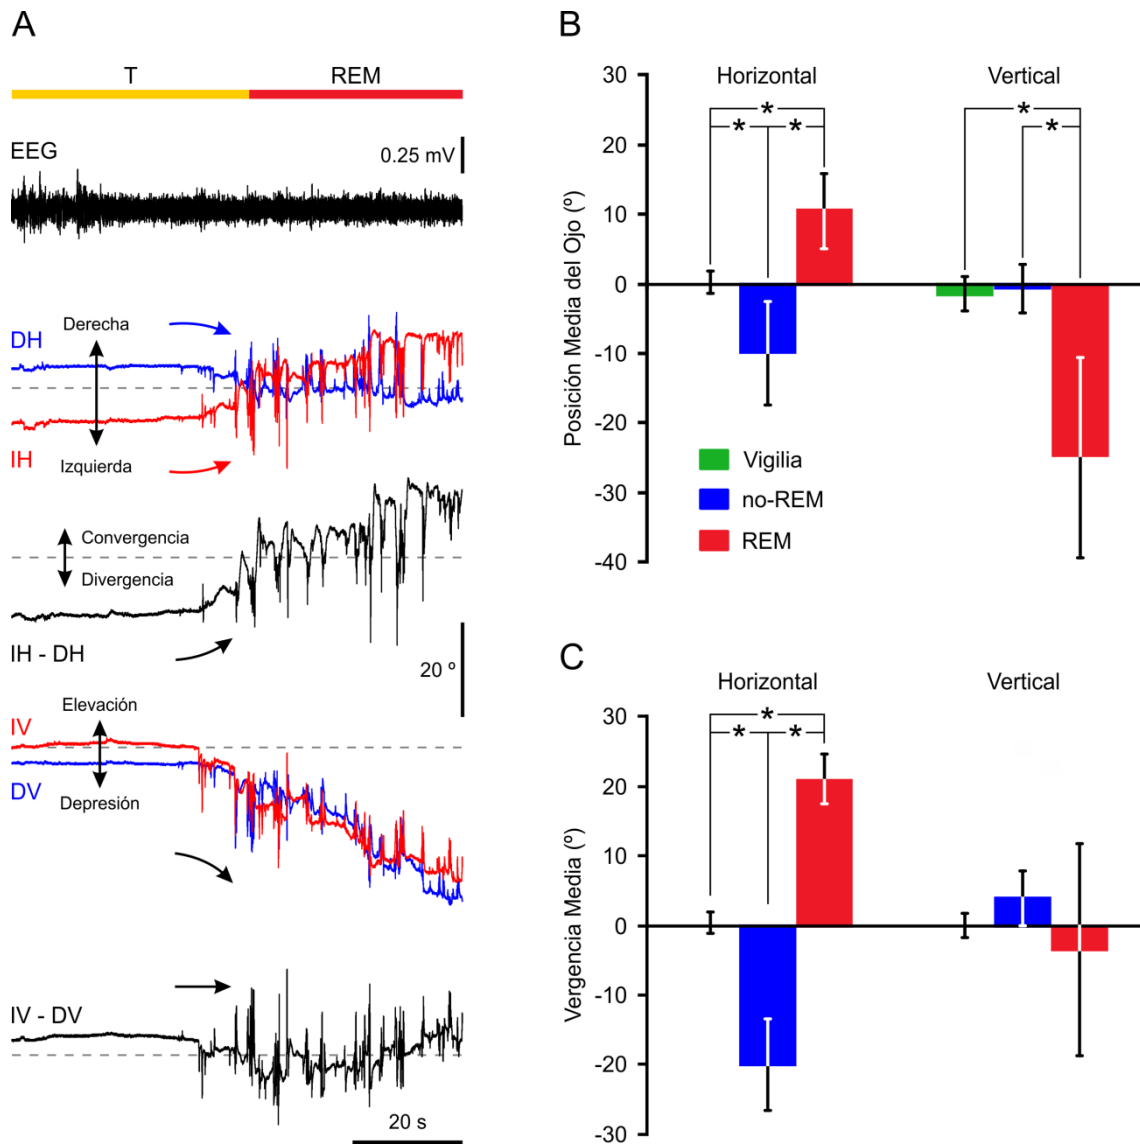 A
T REM
EEG
0.25 mV
DH
Derecha
IH
Izquierda
Convergencia
Divergencia
IH - DH
20 º
IV
Elevación
DV
Depresión
IV - DV
20 s
B
Horizontal Vertical
Posición Media del Ojo (º)
30
20
10
0
-10
-20
-30
-40
* * *
* *
Vigilia
no-REM
REM
C
Horizontal Vertical
Vergencia Media (º)
30
20
10
0
-10
-20
-30
* * *